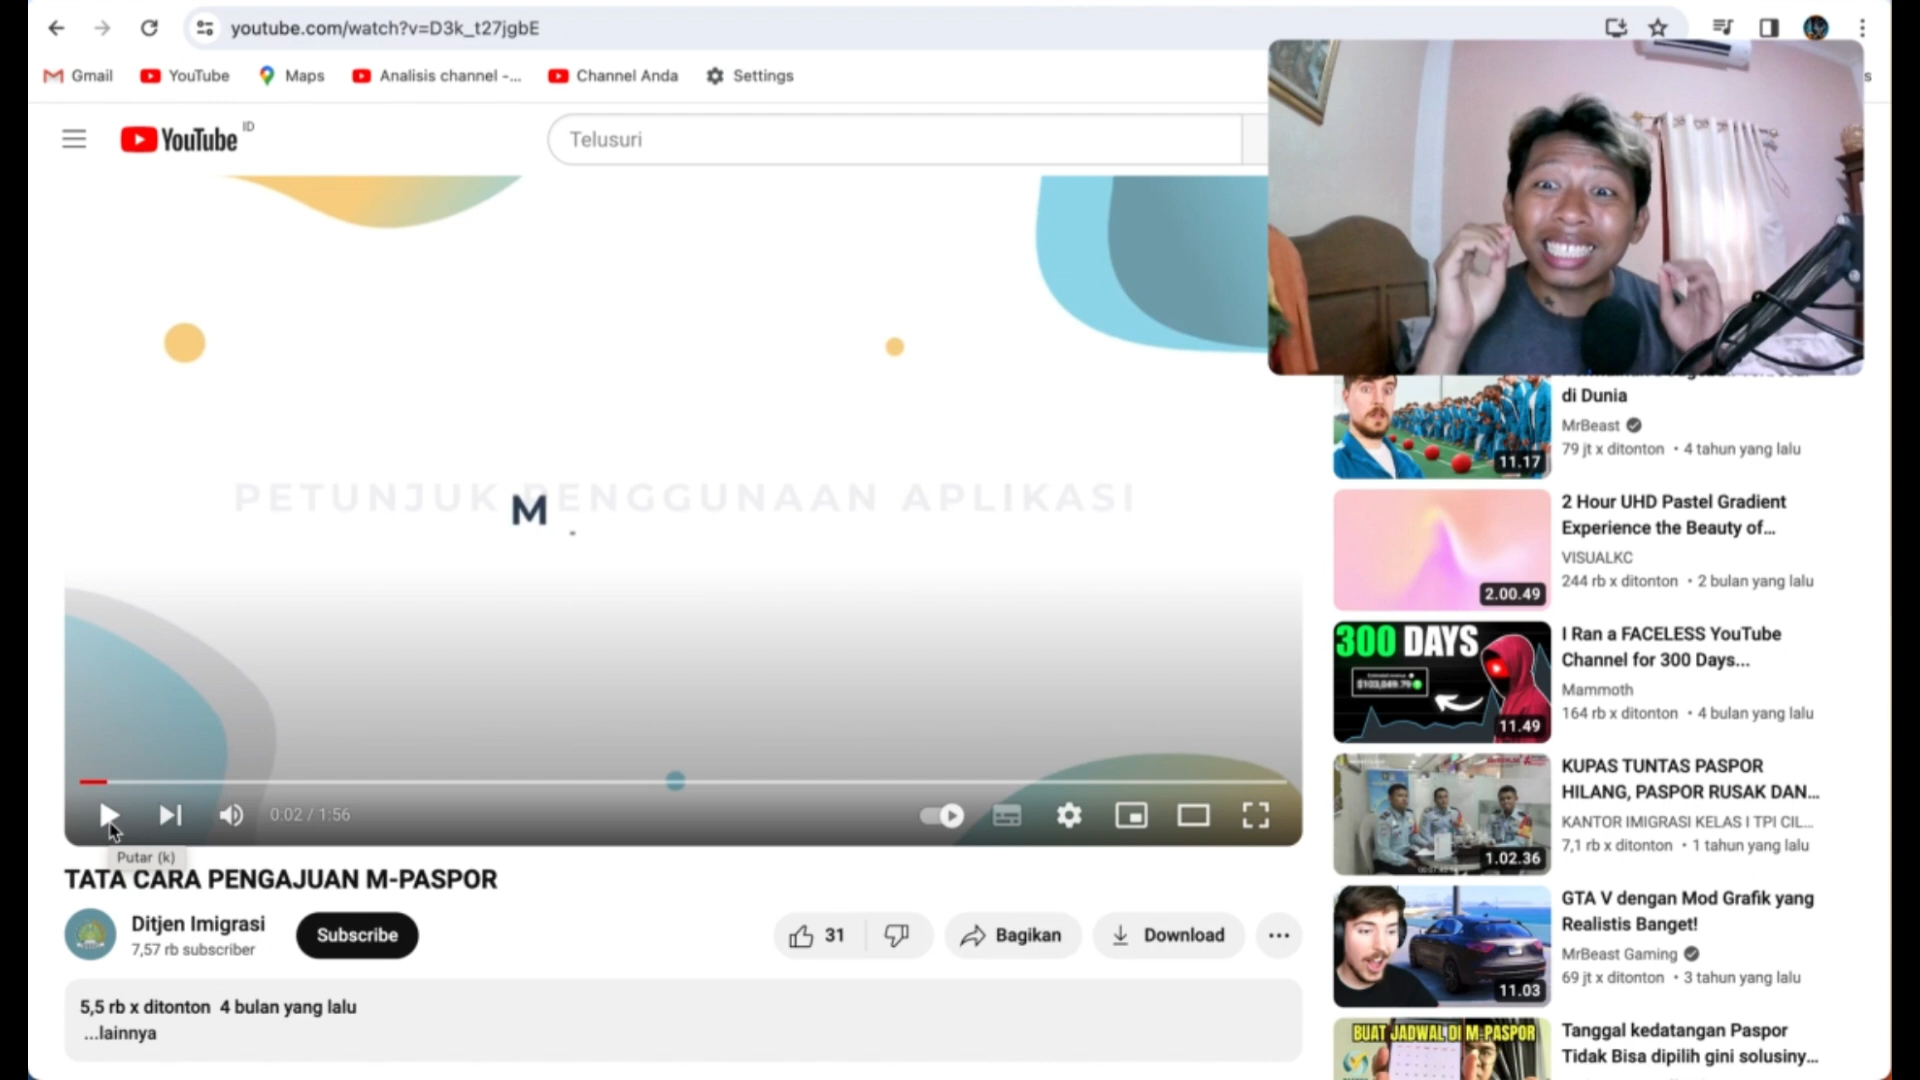 youtube.com/watch?v=D3k_t27jgbE
Gmail
YouTube
Maps
Analisis channel -...
Channel Anda
Settings
s
YouTube ID
Telusuri
PETUNJUK PENGGUNAAN APLIKASI
M
0:02 / 1:56
Putar (k)
TATA CARA PENGAJUAN M-PASPOR
Ditjen Imigrasi
7,57 rb subscriber
Subscribe
31
Bagikan
Download
5,5 rb x ditonton 4 bulan yang lalu
...lainnya
di Dunia
MrBeast
79 jt x ditonton • 4 tahun yang lalu
11.17
2 Hour UHD Pastel Gradient
Experience the Beauty of...
VISUALKC
244 rb x ditonton • 2 bulan yang lalu
2.00.49
300 DAYS
I Ran a FACELESS YouTube
Channel for 300 Days...
Mammoth
164 rb x ditonton • 4 bulan yang lalu
11.49
KUPAS TUNTAS PASPOR
HILANG, PASPOR RUSAK DAN...
KANTOR IMIGRASI KELAS I TPI CIL...
7,1 rb x ditonton • 1 tahun yang lalu
1.02.36
GTA V dengan Mod Grafik yang
Realistis Banget!
MrBeast Gaming
69 jt x ditonton • 3 tahun yang lalu
11.03
BUAT JADWAL DI M-PASPOR
Tanggal kedatangan Paspor
Tidak Bisa dipilih gini solusiny...